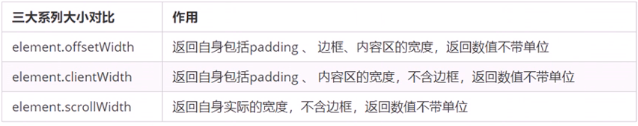 三大系列大小对比 作用
element.offsetWidth 返回自身包括padding 、 边框、内容区的宽度，返回数值不带单位
element.clientWidth 返回自身包括padding 、 内容区的宽度，不含边框，返回数值不带单位
element.scrollWidth 返回自身实际的宽度，不含边框，返回数值不带单位